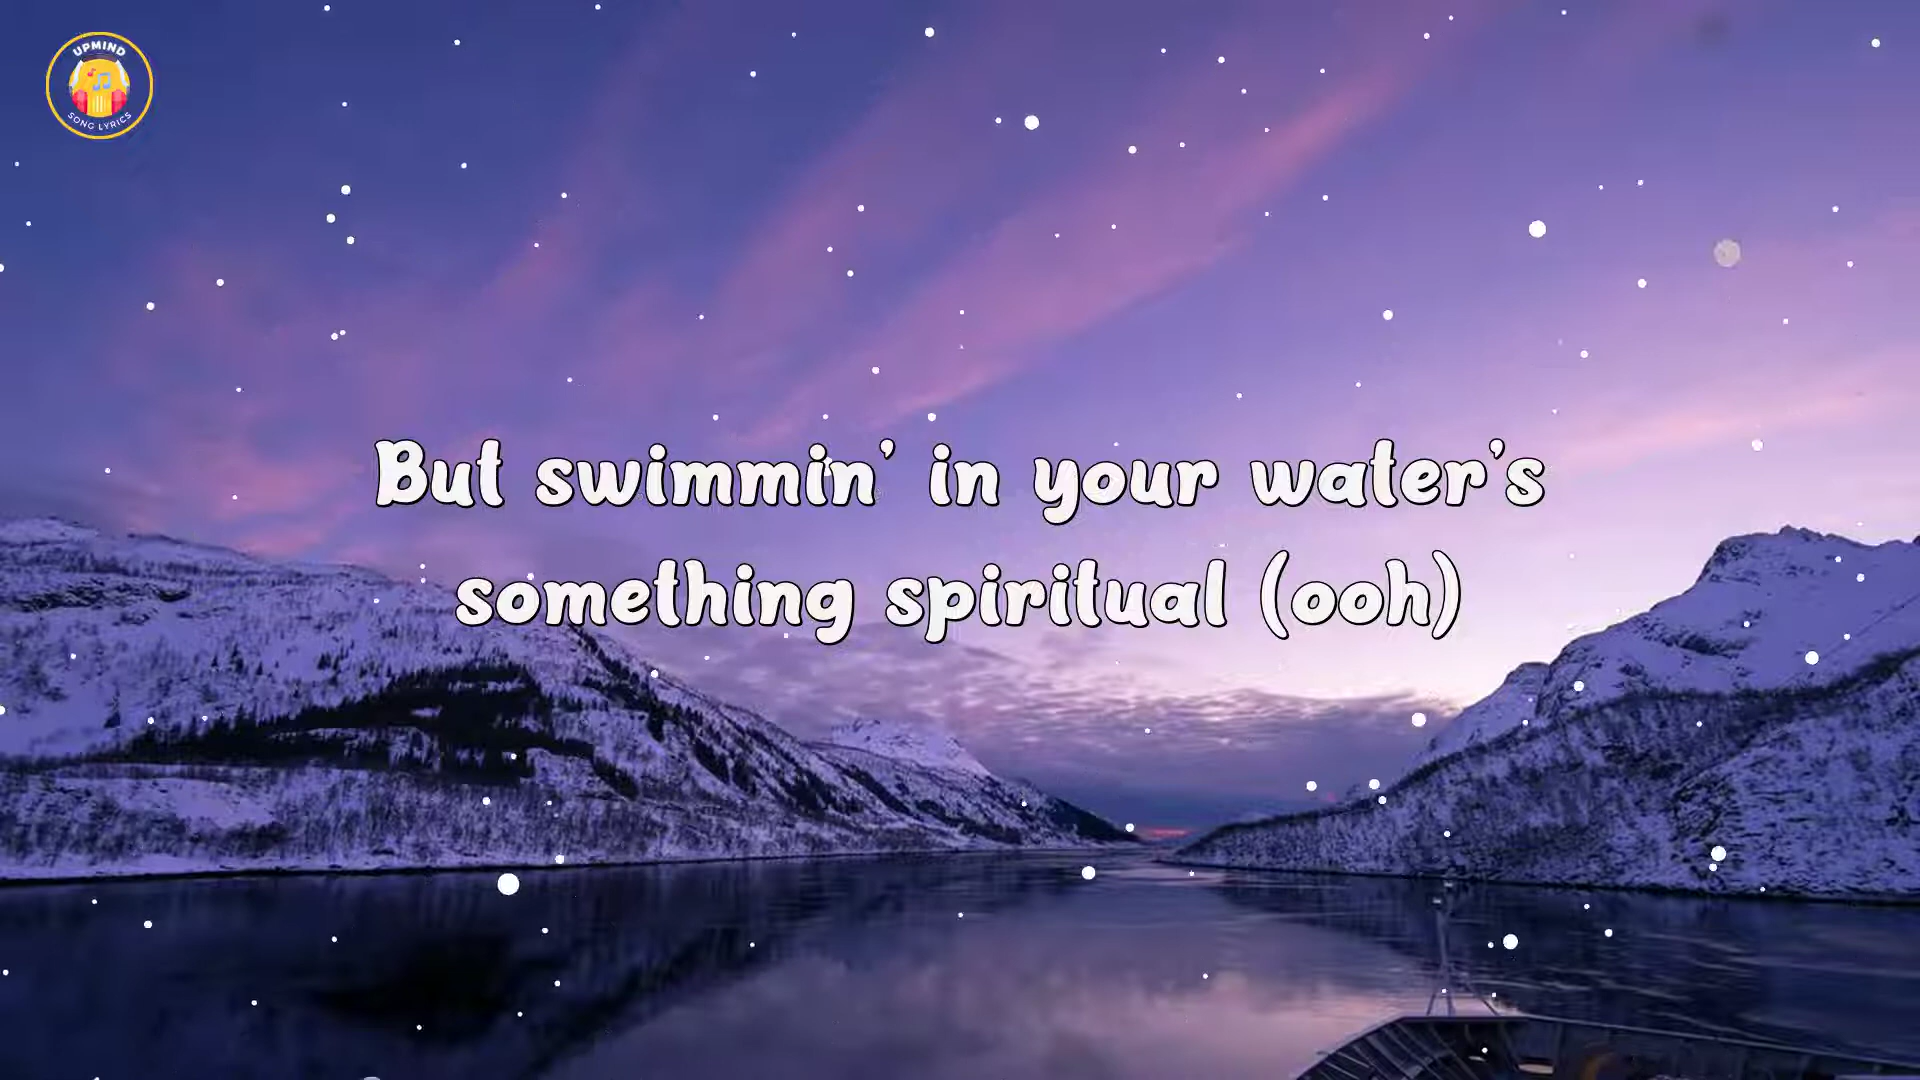 UPMIND
SONG LYRICS
But swimmin' in your water's
something spiritual (ooh)